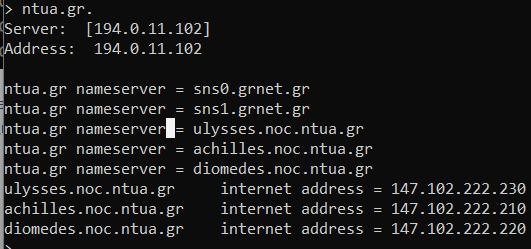 > ntua.gr.
Server:  [194.0.11.102]
Address:  194.0.11.102
ntua.gr nameserver = sns0.grnet.gr
ntua.gr nameserver = sns1.grnet.gr
ntua.gr nameserver = ulysses.noc.ntua.gr
ntua.gr nameserver = achilles.noc.ntua.gr
ntua.gr nameserver = diomedes.noc.ntua.gr
ulysses.noc.ntua.gr     internet address = 147.102.222.230
achilles.noc.ntua.gr    internet address = 147.102.222.210
diomedes.noc.ntua.gr    internet address = 147.102.222.220